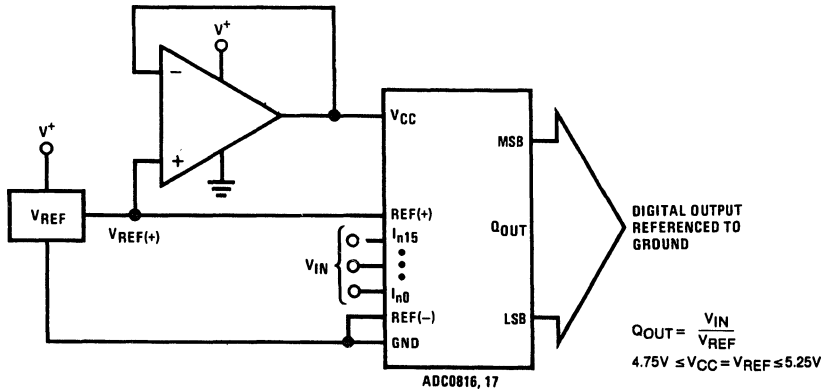 V+
−
VCC
V+
+
MSB
VREF
REF(+)
VREF(+)
In15
QOUT
DIGITAL OUTPUT
REFERENCED TO
GROUND
VIN
In0
REF(−)
LSB
GND
QOUT = VIN / VREF
4.75V ≤ VCC = VREF ≤ 5.25V
ADC0816, 17